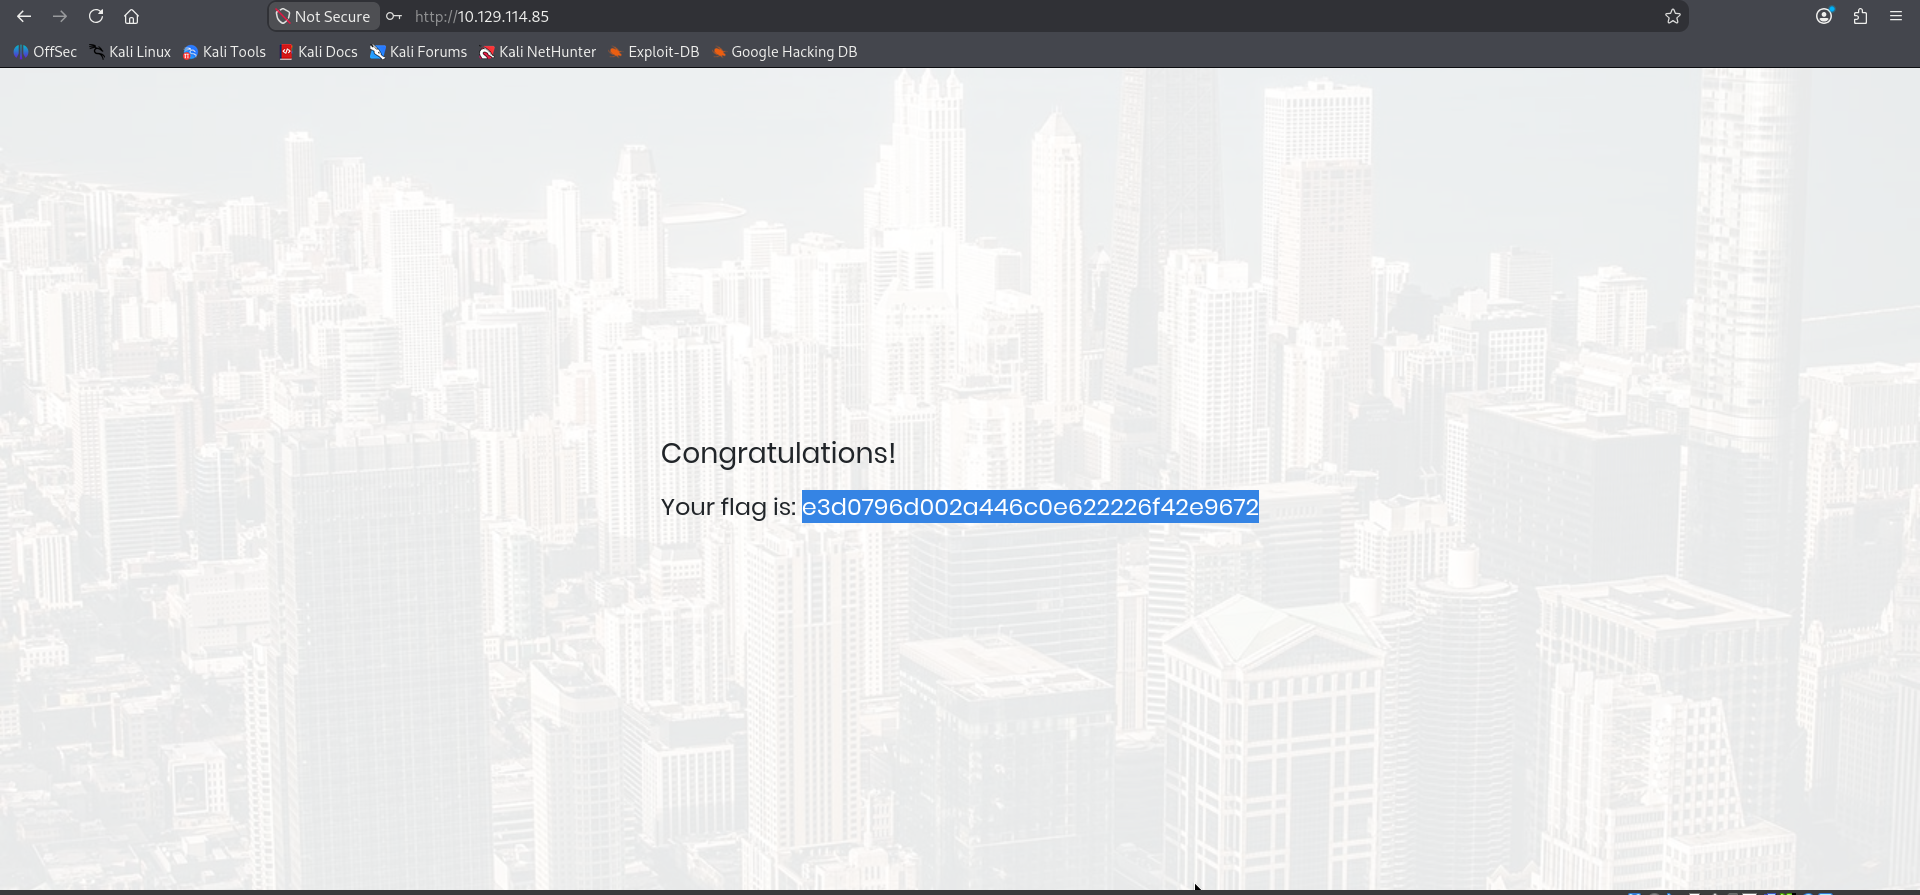 Not Secure http://10.129.114.85
OffSec Kali Linux Kali Tools Kali Docs Kali Forums Kali NetHunter Exploit-DB Google Hacking DB
Congratulations!
Your flag is: e3d0796d002a446c0e622226f42e9672